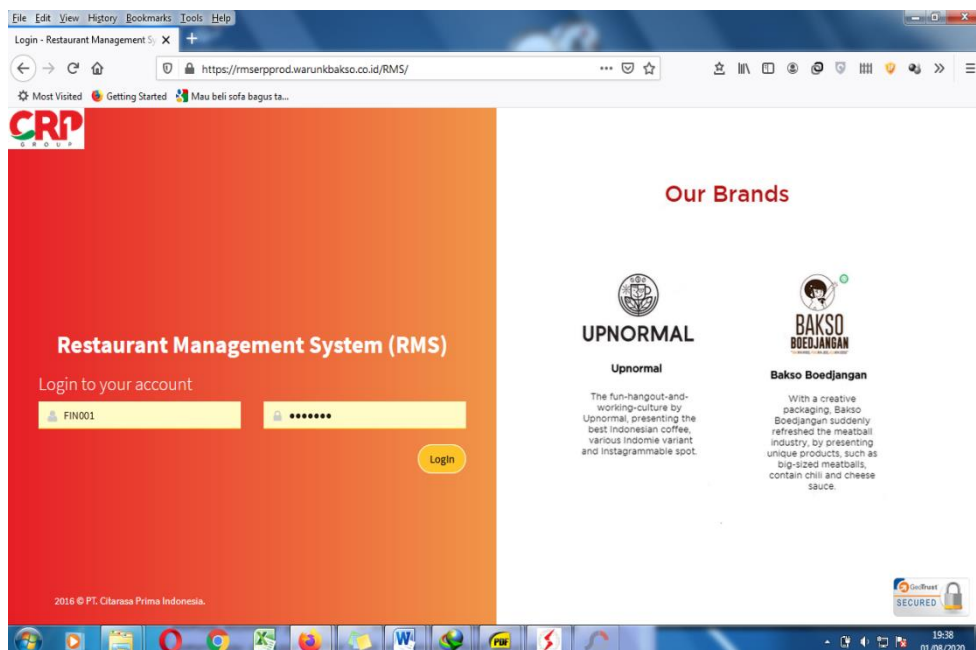 File Edit View History Bookmarks Tools Help
Login - Restaurant Management Sy
https://rmserpprod.warunkbakso.co.id/RMS/
Most Visited Getting Started Mau beli sofa bagus ta...
CRP
GROUP
Restaurant Management System (RMS)
Login to your account
FIN001
LogIn
2016 © PT. Citarasa Prima Indonesia.
Our Brands
UPNORMAL
Upnormal
The fun-hangout-and-
working-culture by
Upnormal, presenting the
best Indonesian coffee,
various Indomie variant
and Instagrammable spot.
BAKSO
BOEDJANGAN
Bakso Boedjangan
With a creative
packaging, Bakso
Boedjangan suddenly
refreshed the meatball
industry, by presenting
unique products, such as
big-sized meatballs,
contain chili and cheese
sauce.
GeoTrust
SECURED
PDF
19:38
01/08/2020